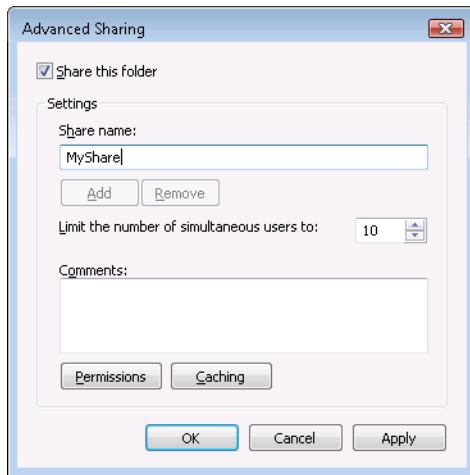 Advanced Sharing
Share this folder
Settings
Share name:
MyShare
Add Remove
Limit the number of simultaneous users to: 10
Comments:
Permissions Caching
OK Cancel Apply